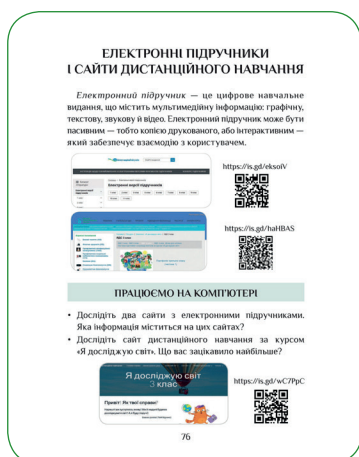 ЕЛЕКТРОННІ ПІДРУЧНИКИ
І САЙТИ ДИСТАНЦІЙНОГО НАВЧАННЯ
Електронний підручник — це цифрове навчальне
видання, що містить мультимедійну інформацію: графічну,
текстову, звукову й відео. Електронний підручник може бути
пасивним — тобто копією друкованого, або інтерактивним —
який забезпечує взаємодію з користувачем.
https://is.gd/eksoiV
Електронні версії підручників
https://is.gd/haHBAS
ПРАЦЮЄМО НА КОМП'ЮТЕРІ
• Дослідіть два сайти з електронними підручниками.
Яка інформація міститься на цих сайтах?
• Дослідіть сайт дистанційного навчання за курсом
«Я досліджую світ». Що вас зацікавило найбільше?
Я досліджую світ
3 клас
https://is.gd/wC7PpC
Привіт! Як твої справи?
76